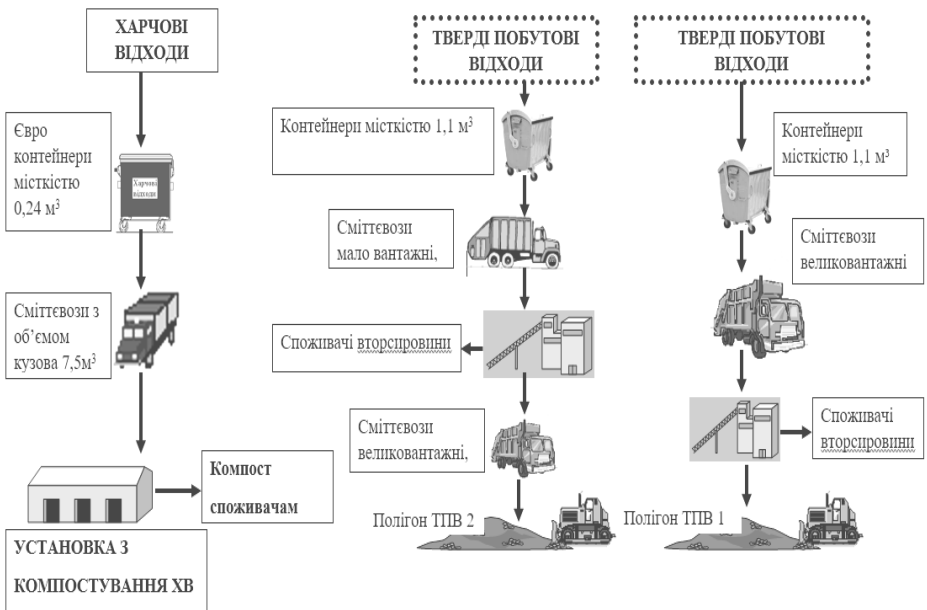 ХАРЧОВІ
ВІДХОДИ
Євро
контейнери
місткістю
0,24 м³
Харчові
відходи
Сміттєвози з
об’ємом
кузова 7,5м³
Компост
споживачам
УСТАНОВКА З
КОМПОСТУВАННЯ ХВ
ТВЕРДІ ПОБУТОВІ
ВІДХОДИ
Контейнери місткістю 1,1 м³
Сміттєвози
мало вантажні,
Споживачі вторсировини
Сміттєвози
великовантажні,
Полігон ТПВ 2
ТВЕРДІ ПОБУТОВІ
ВІДХОДИ
Контейнери
місткістю 1,1 м³
Сміттєвози
великовантажні
Споживачі
вторсировини
Полігон ТПВ 1